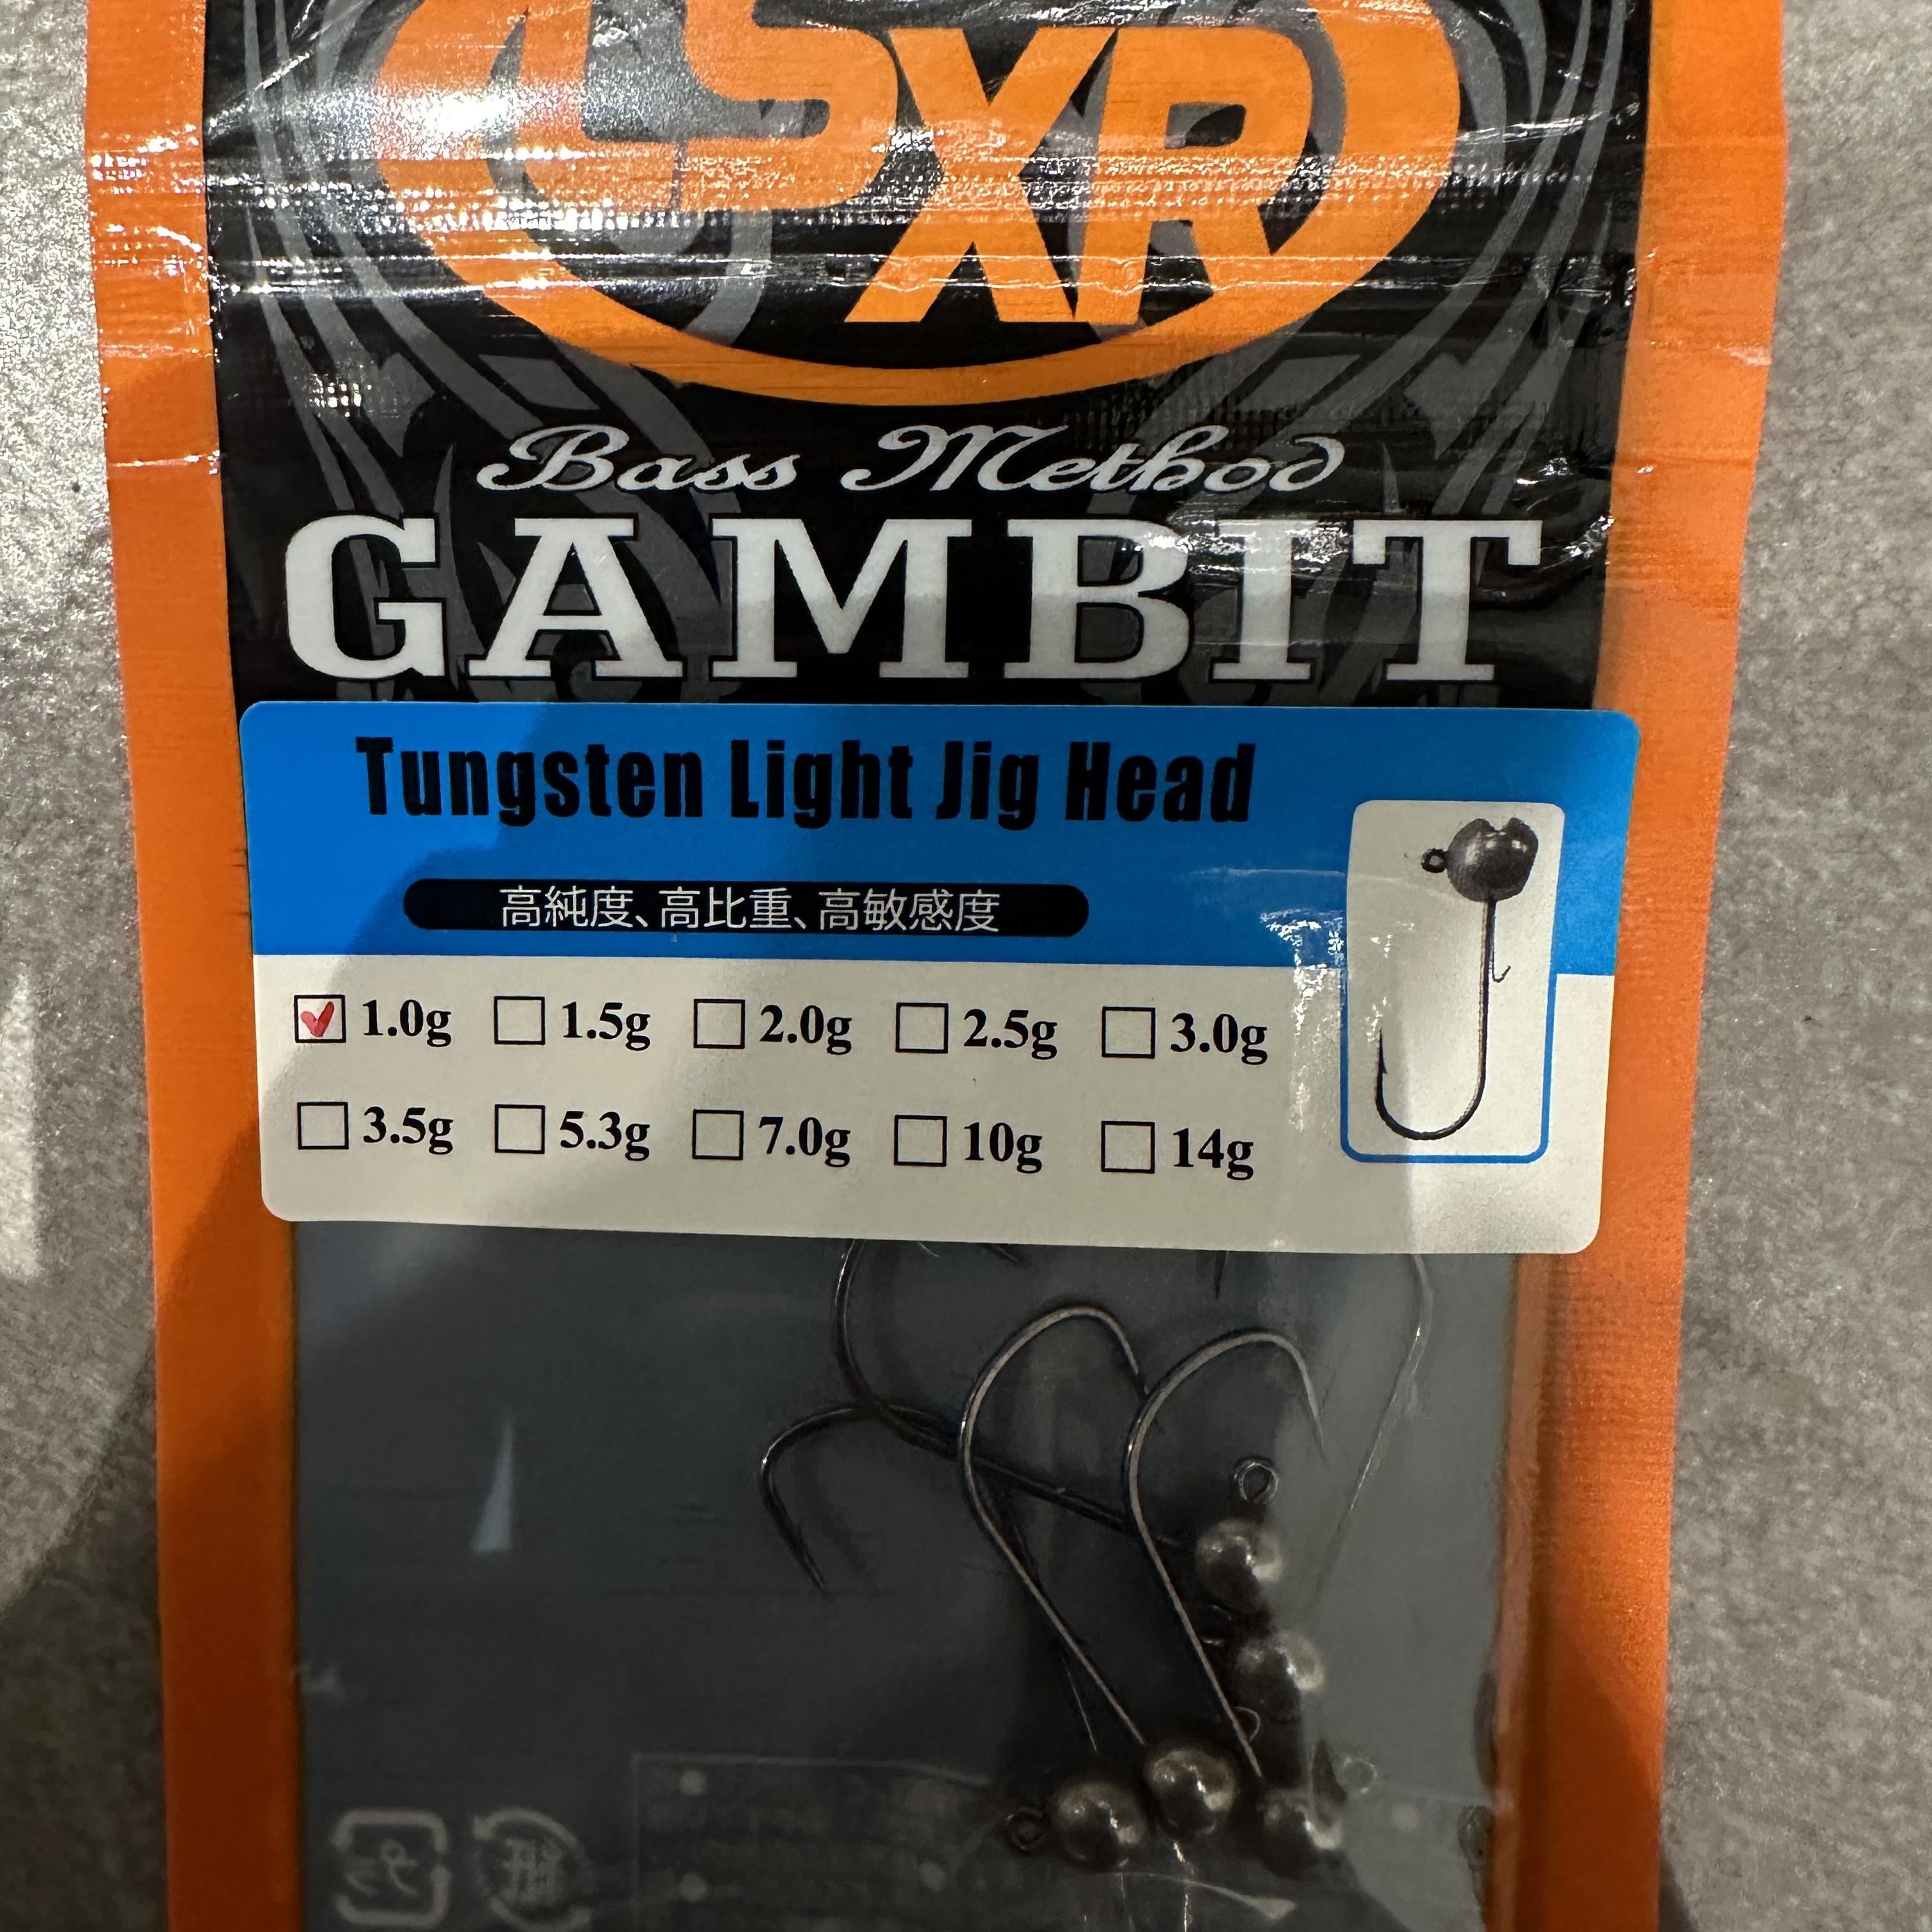 LSXR
Bass Method
GAMBIT
Tungsten Light Jig Head
高純度、高比重、高敏感度
1.0g 1.5g 2.0g 2.5g 3.0g
3.5g 5.3g 7.0g 10g 14g